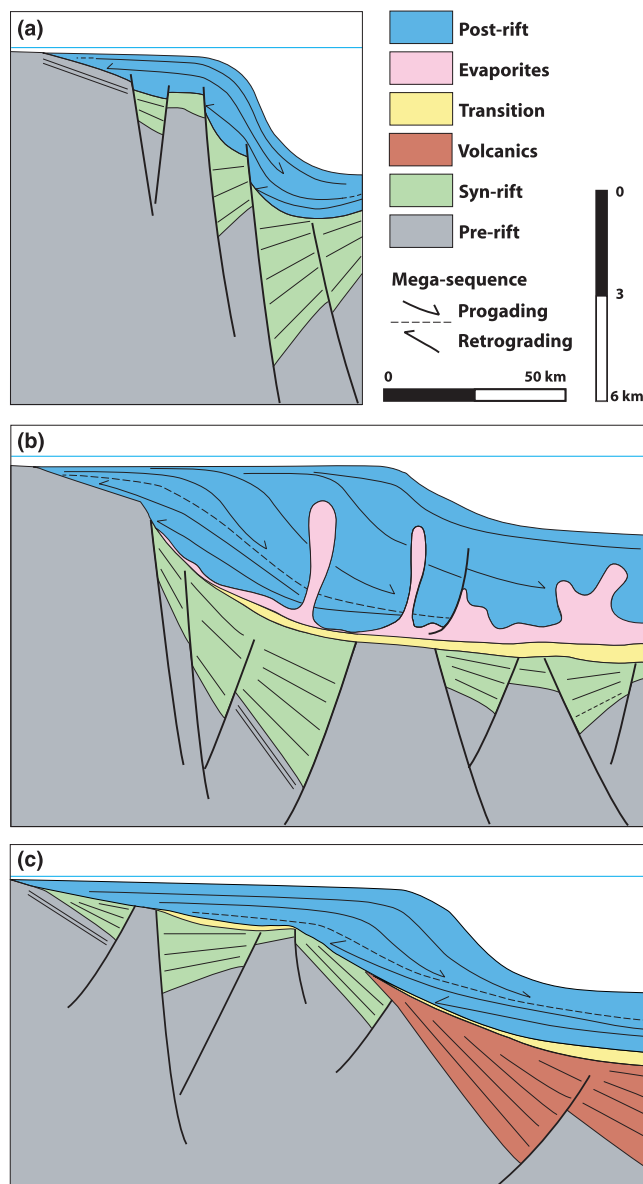 (a)
Post-rift
Evaporites
Transition
Volcanics
Syn-rift
Pre-rift
Mega-sequence
Progading
Retrograding
0 50 km
0
3
6 km
(b)
(c)